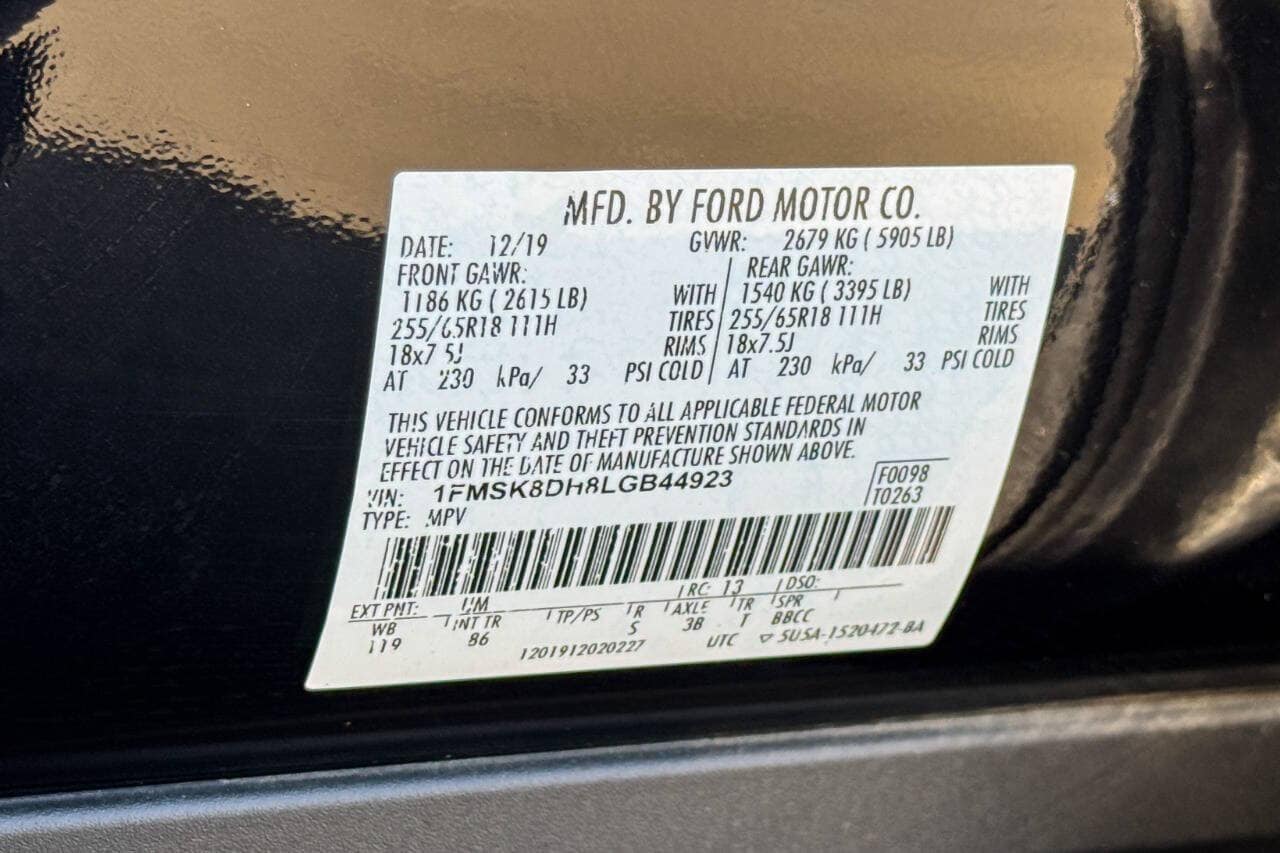 MFD. BY FORD MOTOR CO.
DATE: 12/19 GVWR: 2679 KG ( 5905 LB)
FRONT GAWR: REAR GAWR:
1186 KG ( 2615 LB) WITH 1540 KG ( 3395 LB) WITH
255/65R18 111H TIRES 255/65R18 111H TIRES
18x7.5J RIMS 18x7.5J RIMS
AT 230 kPa/ 33 PSI COLD AT 230 kPa/ 33 PSI COLD
THIS VEHICLE CONFORMS TO ALL APPLICABLE FEDERAL MOTOR
VEHICLE SAFETY AND THEFT PREVENTION STANDARDS IN
EFFECT ON THE DATE OF MANUFACTURE SHOWN ABOVE.
VIN: 1FMSK8DH8LGB44923 F0098
TYPE: MPV T0263
EXT PNT: UM RC: 13 DSO:
WB INT TR TP/PS R AXLE TR SPR
119 86 S 3B T BBCC
1201912020227 UTC ▽ 5USA-1520472-BA